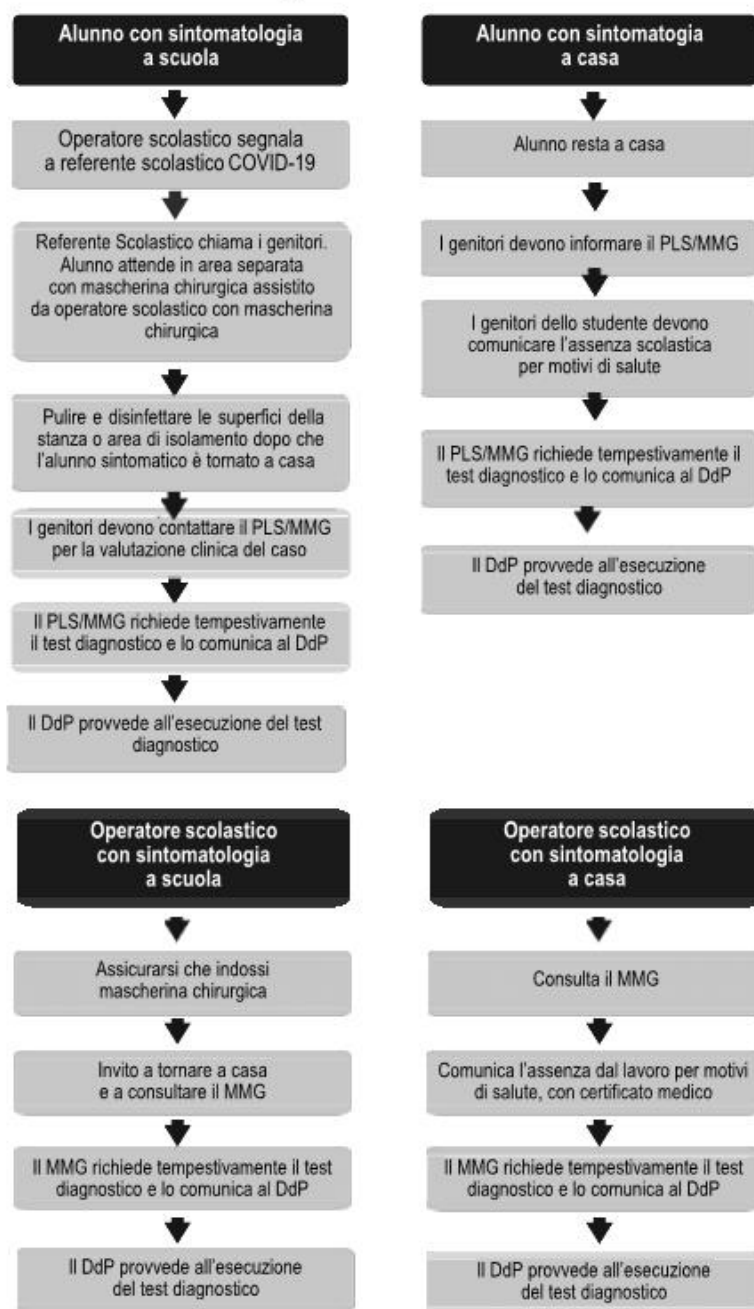 Alunno con sintomatologia
a scuola
Operatore scolastico segnala
a referente scolastico COVID-19
Referente Scolastico chiama i genitori.
Alunno attende in area separata
con mascherina chirurgica assistito
da operatore scolastico con mascherina
chirurgica
Pulire e disinfettare le superfici della
stanza o area di isolamento dopo che
l'alunno sintomatico è tornato a casa
I genitori devono contattare il PLS/MMG
per la valutazione clinica del caso
Il PLS/MMG richiede tempestivamente
il test diagnostico e lo comunica al DdP
Il DdP provvede all'esecuzione del test
diagnostico
Alunno con sintomatogia
a casa
Alunno resta a casa
I genitori devono informare il PLS/MMG
I genitori dello studente devono
comunicare l'assenza scolastica
per motivi di salute
Il PLS/MMG richiede tempestivamente il
test diagnostico e lo comunica al DdP
Il DdP provvede all'esecuzione
del test diagnostico
Operatore scolastico
con sintomatologia
a scuola
Assicurarsi che indossi
mascherina chirurgica
Invito a tornare a casa
e a consultare il MMG
Il MMG richiede tempestivamente il test
diagnostico e lo comunica al DdP
Il DdP provvede all'esecuzione
del test diagnostico
Operatore scolastico
con sintomatologia
a casa
Consulta il MMG
Comunica l'assenza dal lavoro per motivi
di salute, con certificato medico
Il MMG richiede tempestivamente il test
diagnostico e lo comunica al DdP
Il DdP provvede all'esecuzione
del test diagnostico